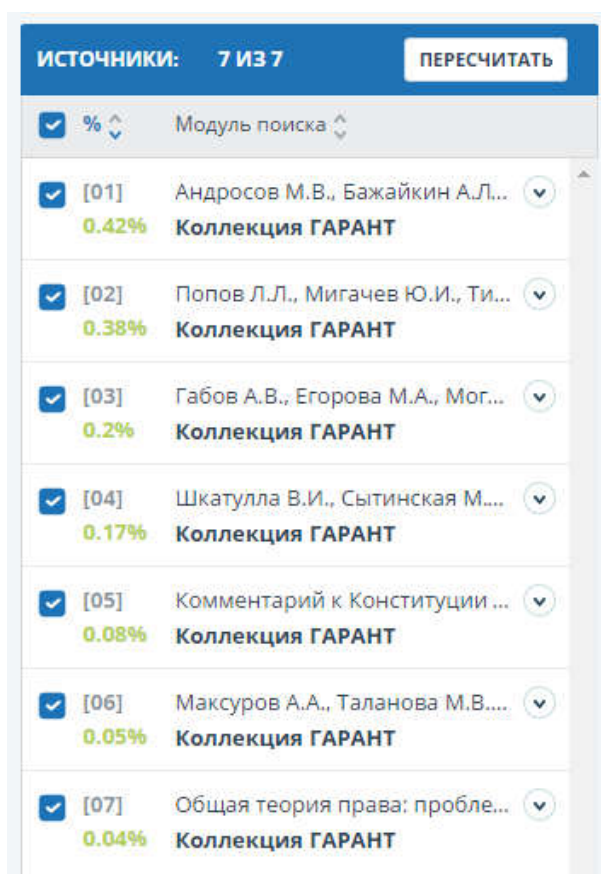 ИСТОЧНИКИ: 7 ИЗ 7 ПЕРЕСЧИТАТЬ
% Модуль поиска
[01] Андросов М.В., Бажайкин А.Л...
0.42% Коллекция ГАРАНТ
[02] Попов Л.Л., Мигачев Ю.И., Ти...
0.38% Коллекция ГАРАНТ
[03] Габов А.В., Егорова М.А., Мог...
0.2% Коллекция ГАРАНТ
[04] Шкатулла В.И., Сытинская М....
0.17% Коллекция ГАРАНТ
[05] Комментарий к Конституции ...
0.08% Коллекция ГАРАНТ
[06] Максуров А.А., Таланова М.В....
0.05% Коллекция ГАРАНТ
[07] Общая теория права: пробле...
0.04% Коллекция ГАРАНТ